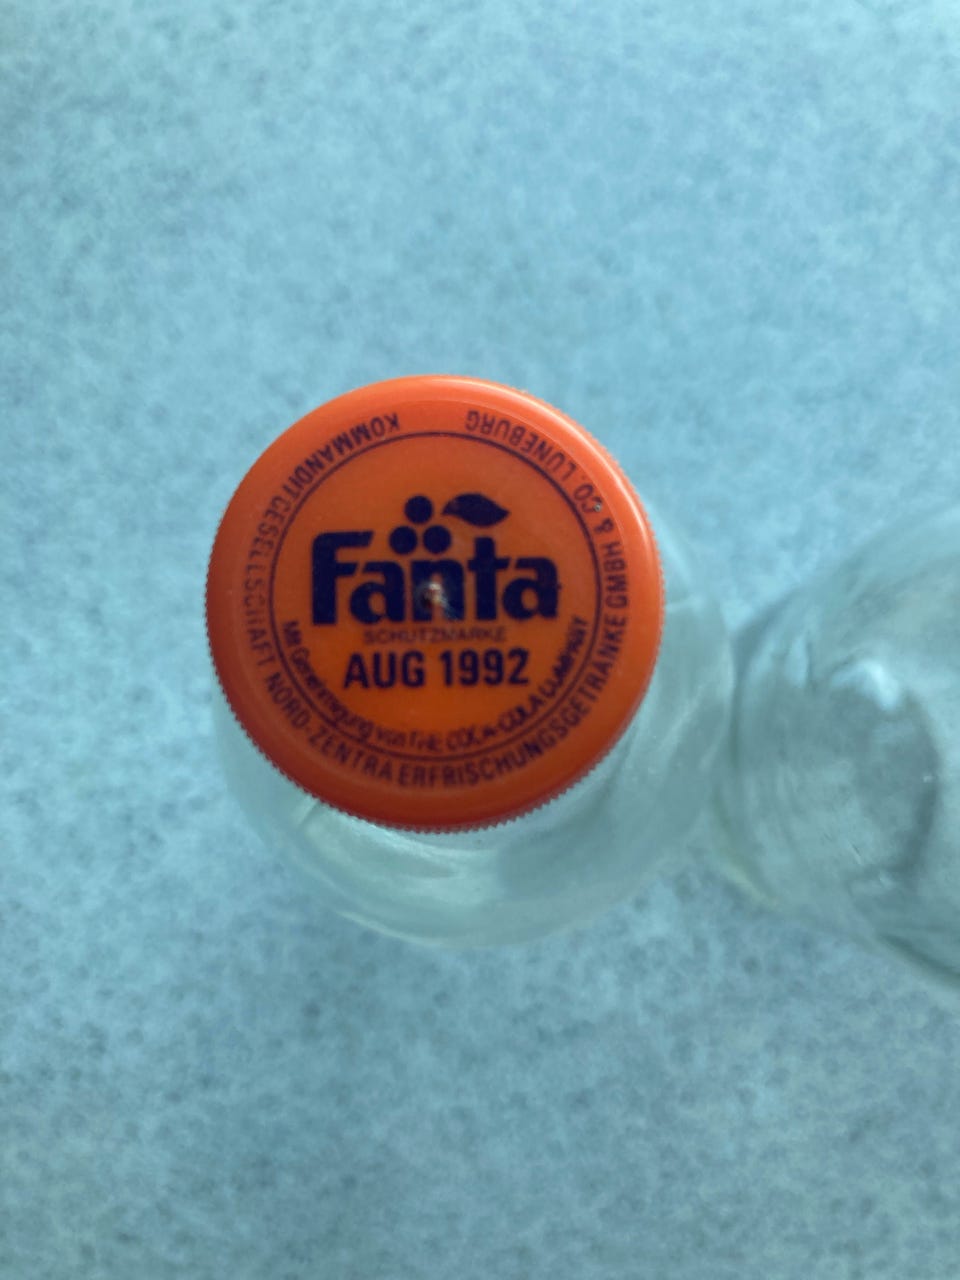 Fanta
SCHUTZMARKE
AUG 1992
Mit Genehmigung von THE COCA-COLA COMPANY
KOMMANDITGESELLSCHAFT NORD-ZENTRA ERFRISCHUNGSGETRÄNKE GMBH & CO. LÜNEBURG